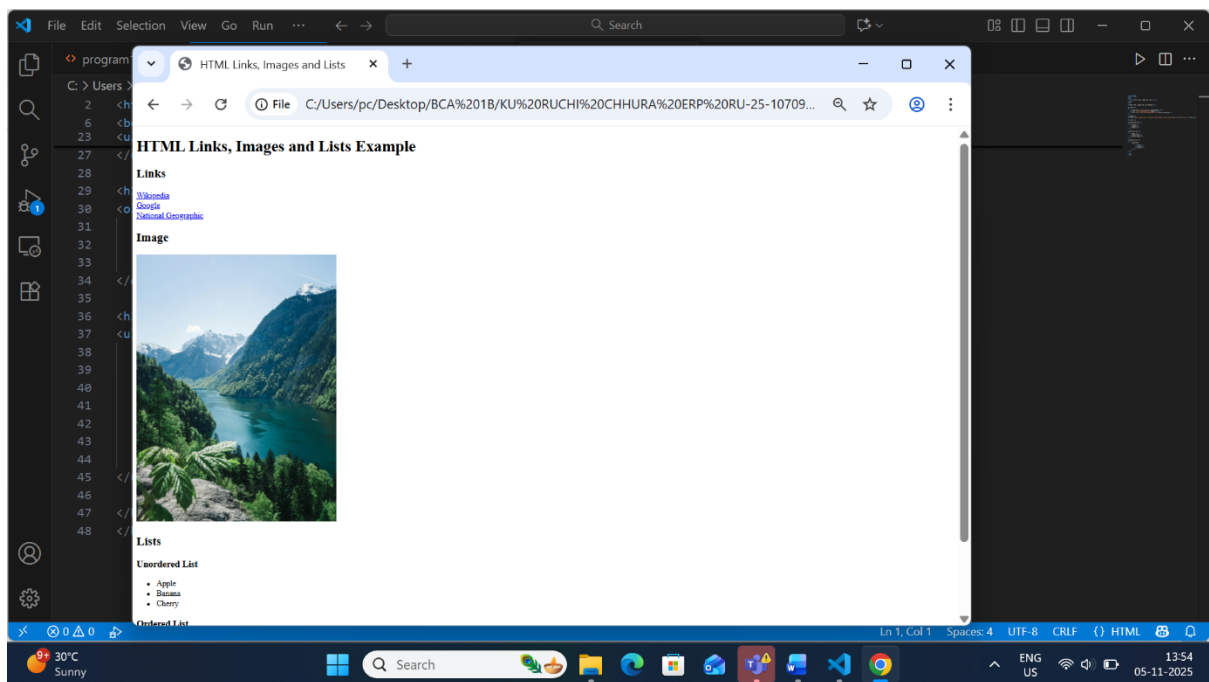 File Edit Selection View Go Run ··· Search
program
HTML Links, Images and Lists
C: > Users >
File C:/Users/pc/Desktop/BCA%201B/KU%20RUCHI%20CHHURA%20ERP%20RU-25-10709...
2 <h
6 <b
23 <u
27 </
28
29 <h
30 <o
31
32
33
34 </
35
36 <h
37 <u
38
39
40
41
42
43
44
45 </
46
47 </
48 </
HTML Links, Images and Lists Example
Links
Wikipedia
Google
National Geographic
Image
Lists
Unordered List
• Apple
• Banana
• Cherry
Ordered List
1
0 0
Ln 1, Col 1 Spaces: 4 UTF-8 CRLF {} HTML
9+ 30°C
Sunny
Search
ENG
US
13:54
05-11-2025